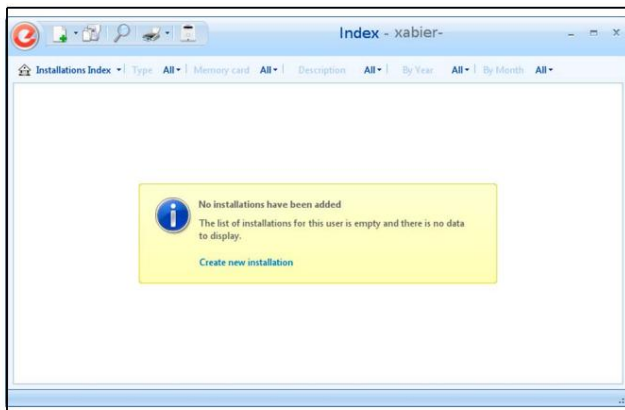 Index - xabier-
Installations Index Type All Memory card All Description All By Year All By Month All
No installations have been added
The list of installations for this user is empty and there is no data
to display.
Create new installation